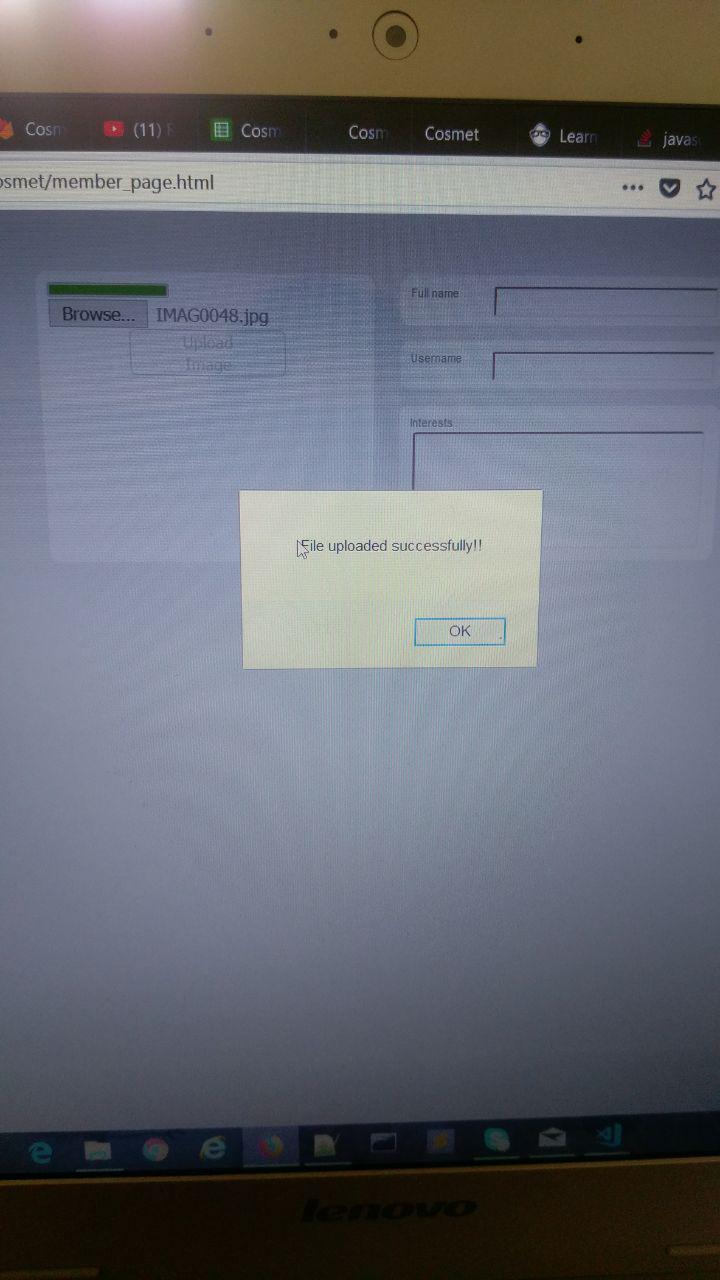 Cosm
(11)
Cosm
Cosm
Cosmet
Learn
javas
osmet/member_page.html
Browse... IMAG0048.jpg
Upload
Image
Full name
Username
Interests
File uploaded successfully!!
OK
lenovo